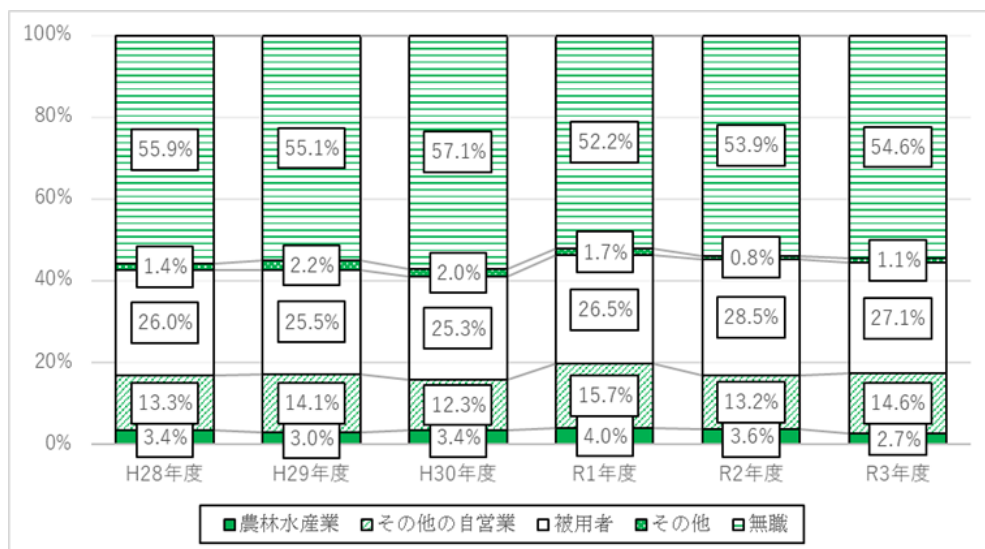 100%
80%
60%
40%
20%
0%
55.9% 55.1% 57.1% 52.2% 53.9% 54.6%
1.4% 2.2% 2.0% 1.7% 0.8% 1.1%
26.0% 25.5% 25.3% 26.5% 28.5% 27.1%
13.3% 14.1% 12.3% 15.7% 13.2% 14.6%
3.4% 3.0% 3.4% 4.0% 3.6% 2.7%
H28年度 H29年度 H30年度 R1年度 R2年度 R3年度
農林水産業 その他の自営業 被用者 その他 無職